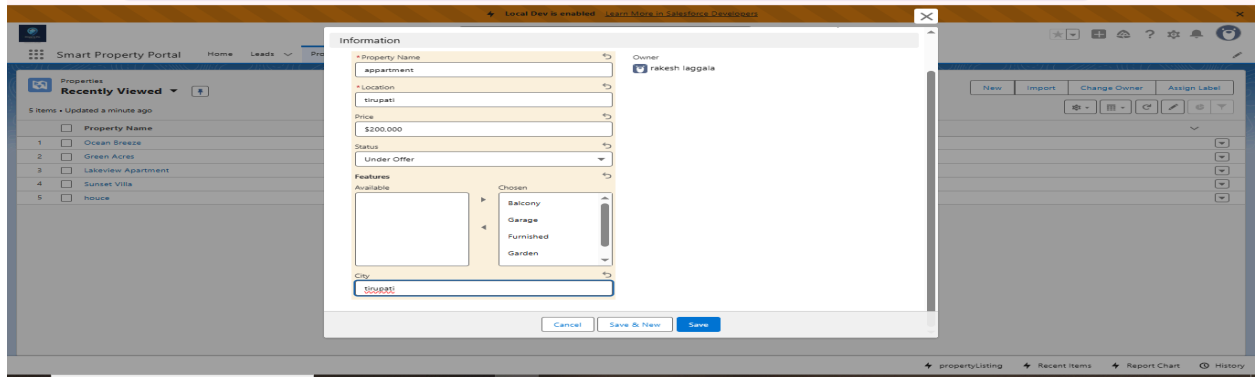 Local Dev is enabled Learn More in Salesforce Developers
Smart Property Portal Home Leads Pro
Properties
Recently Viewed
5 items • Updated a minute ago
New Import Change Owner Assign Label
Property Name
1 Ocean Breeze
2 Green Acres
3 Lakeview Apartment
4 Sunset Villa
5 houce
Information
*Property Name
appartment
Owner
rakesh laggala
*Location
tirupati
Price
$200,000
Status
Under Offer
Features
Available Chosen
Balcony
Garage
Furnished
Garden
City
tirupati
Cancel Save & New Save
propertyListing Recent Items Report Chart History